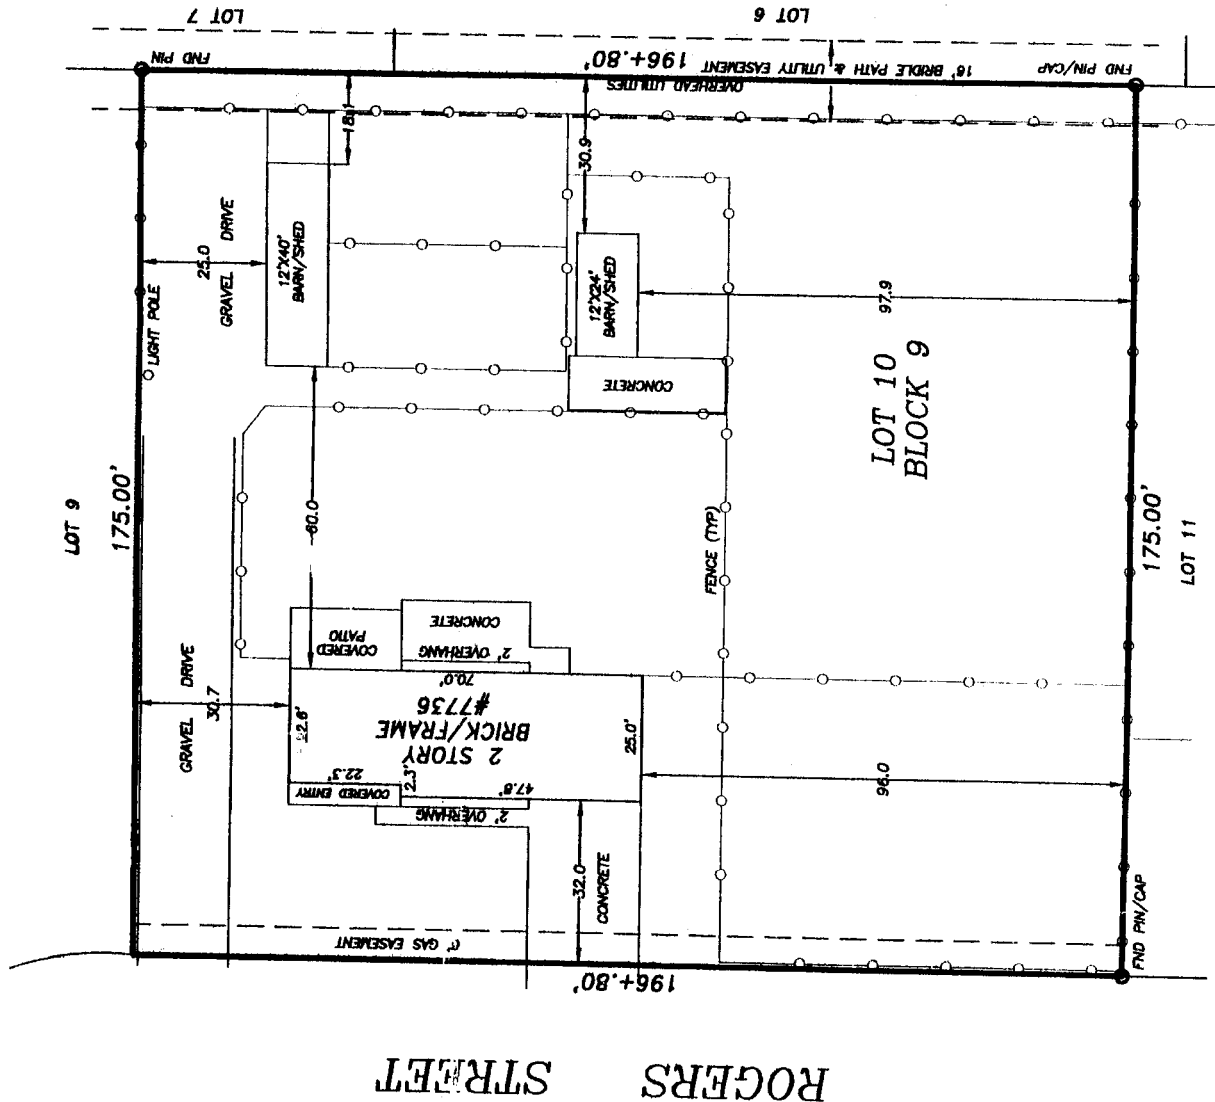 LOT 7
LOT 6
FND PIN
196+.80'
16' BRIDLE PATH & UTILITY EASEMENT
FND PIN/CAP
OVERHEAD UTILITIES
18.1
30.9
25.0
GRAVEL DRIVE
12'X40'
BARN/SHED
12'X24'
BARN/SHED
97.9
LIGHT POLE
CONCRETE
LOT 10
BLOCK 9
LOT 9
175.00'
60.0
FENCE (TYP)
175.00'
LOT 11
COVERED
PATIO
CONCRETE
2' OVERHANG
GRAVEL DRIVE
30.7
70.0'
22.6'
2 STORY
BRICK/FRAME
#7736
25.0'
22.3'
2.3'
47.8'
COVERED ENTRY
2' OVERHANG
96.0
32.0
CONCRETE
FND PIN/CAP
GAS EASEMENT
196+.80'
ROGERS STREET